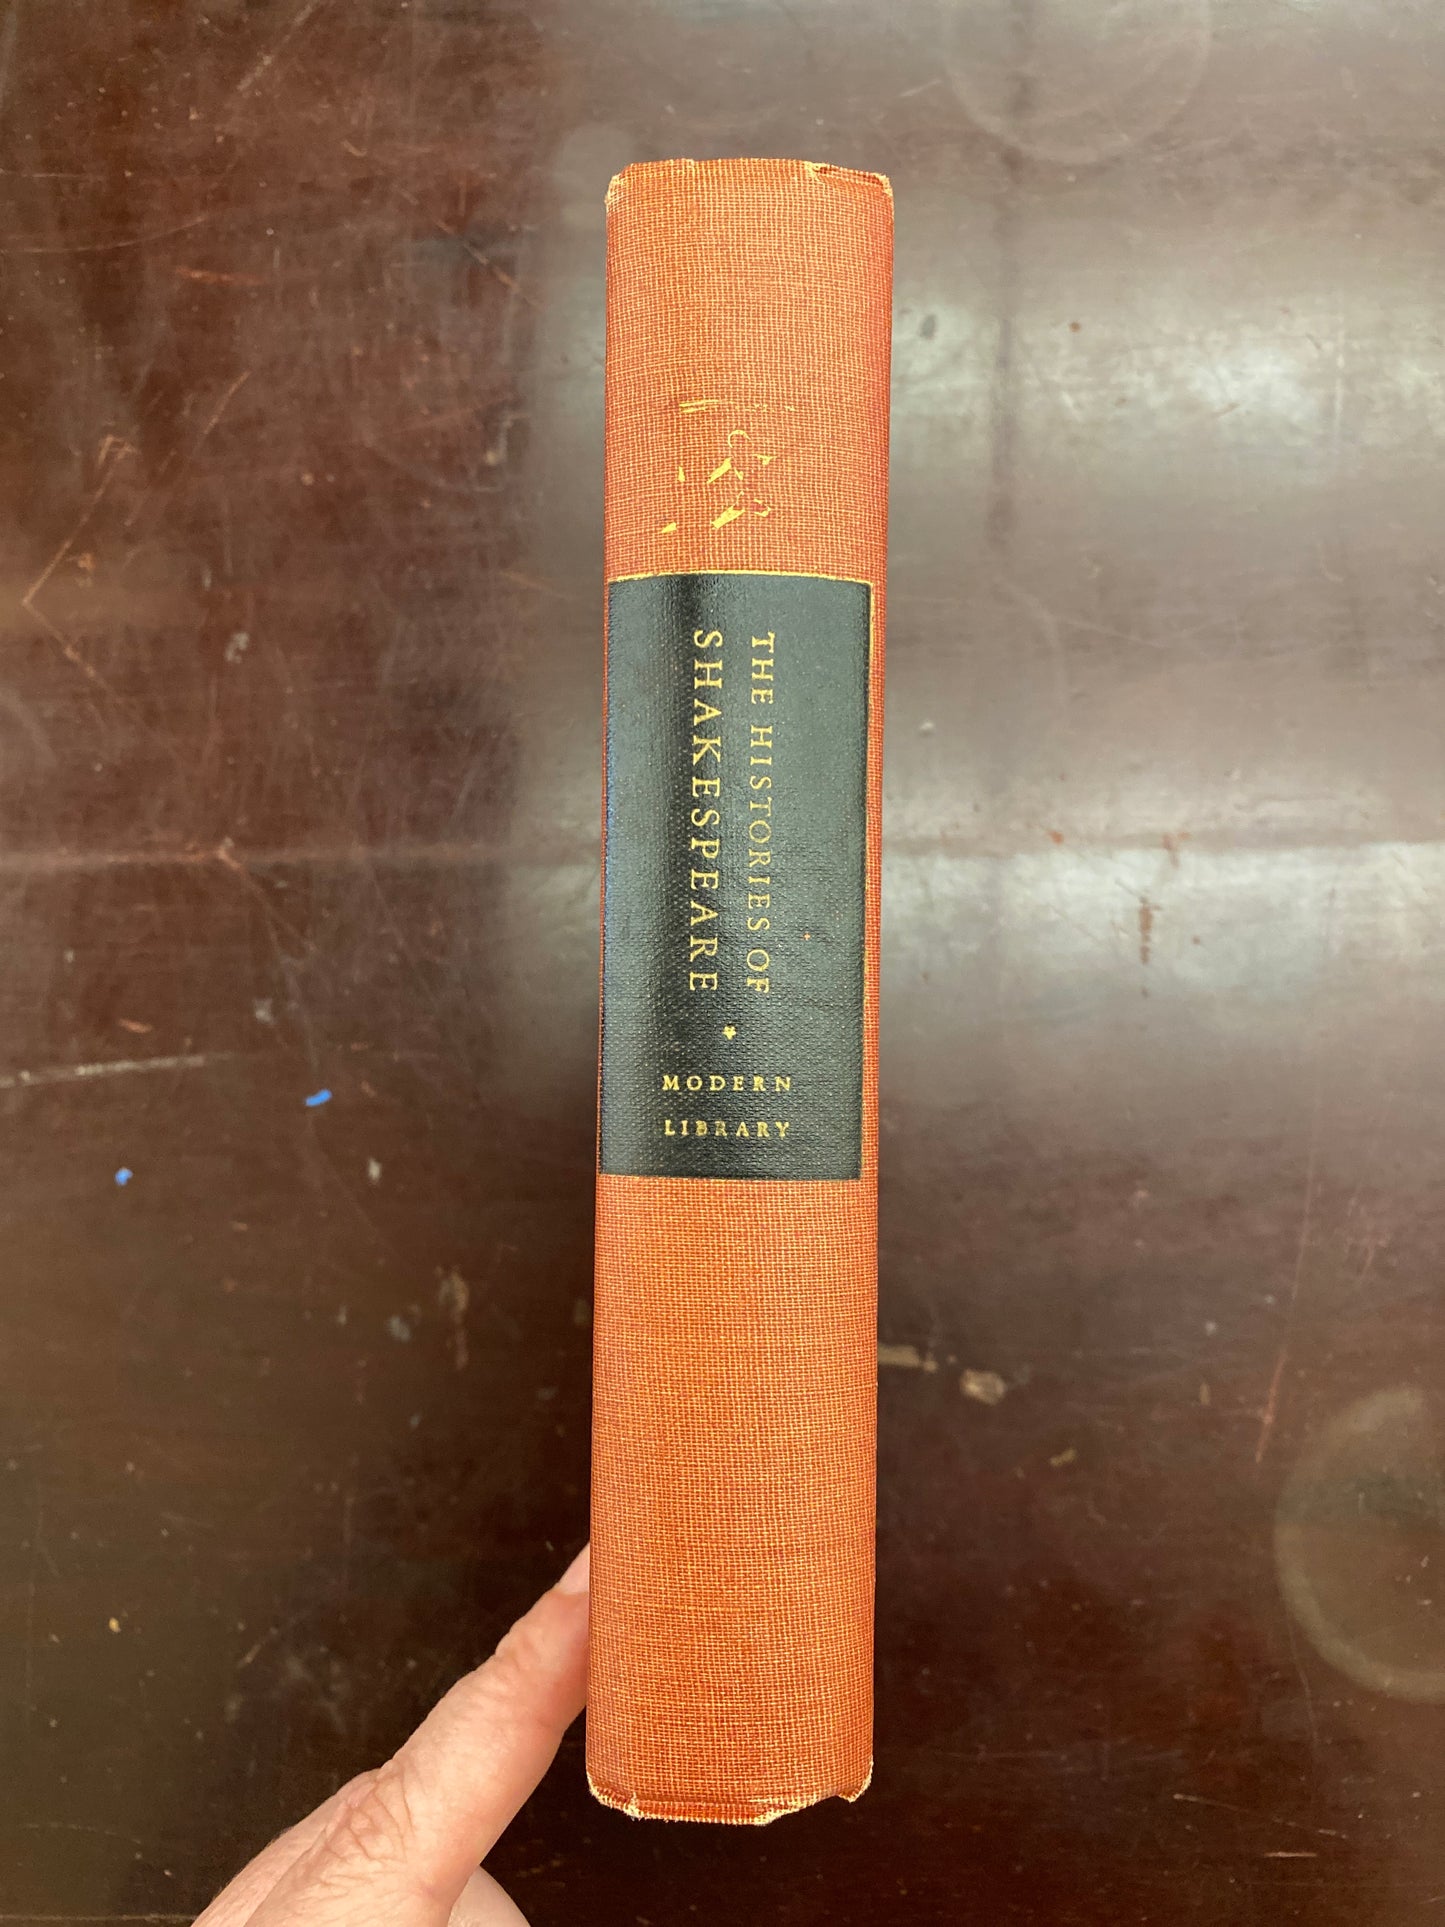 THE HISTORIES OF
SHAKESPEARE
MODERN
LIBRARY